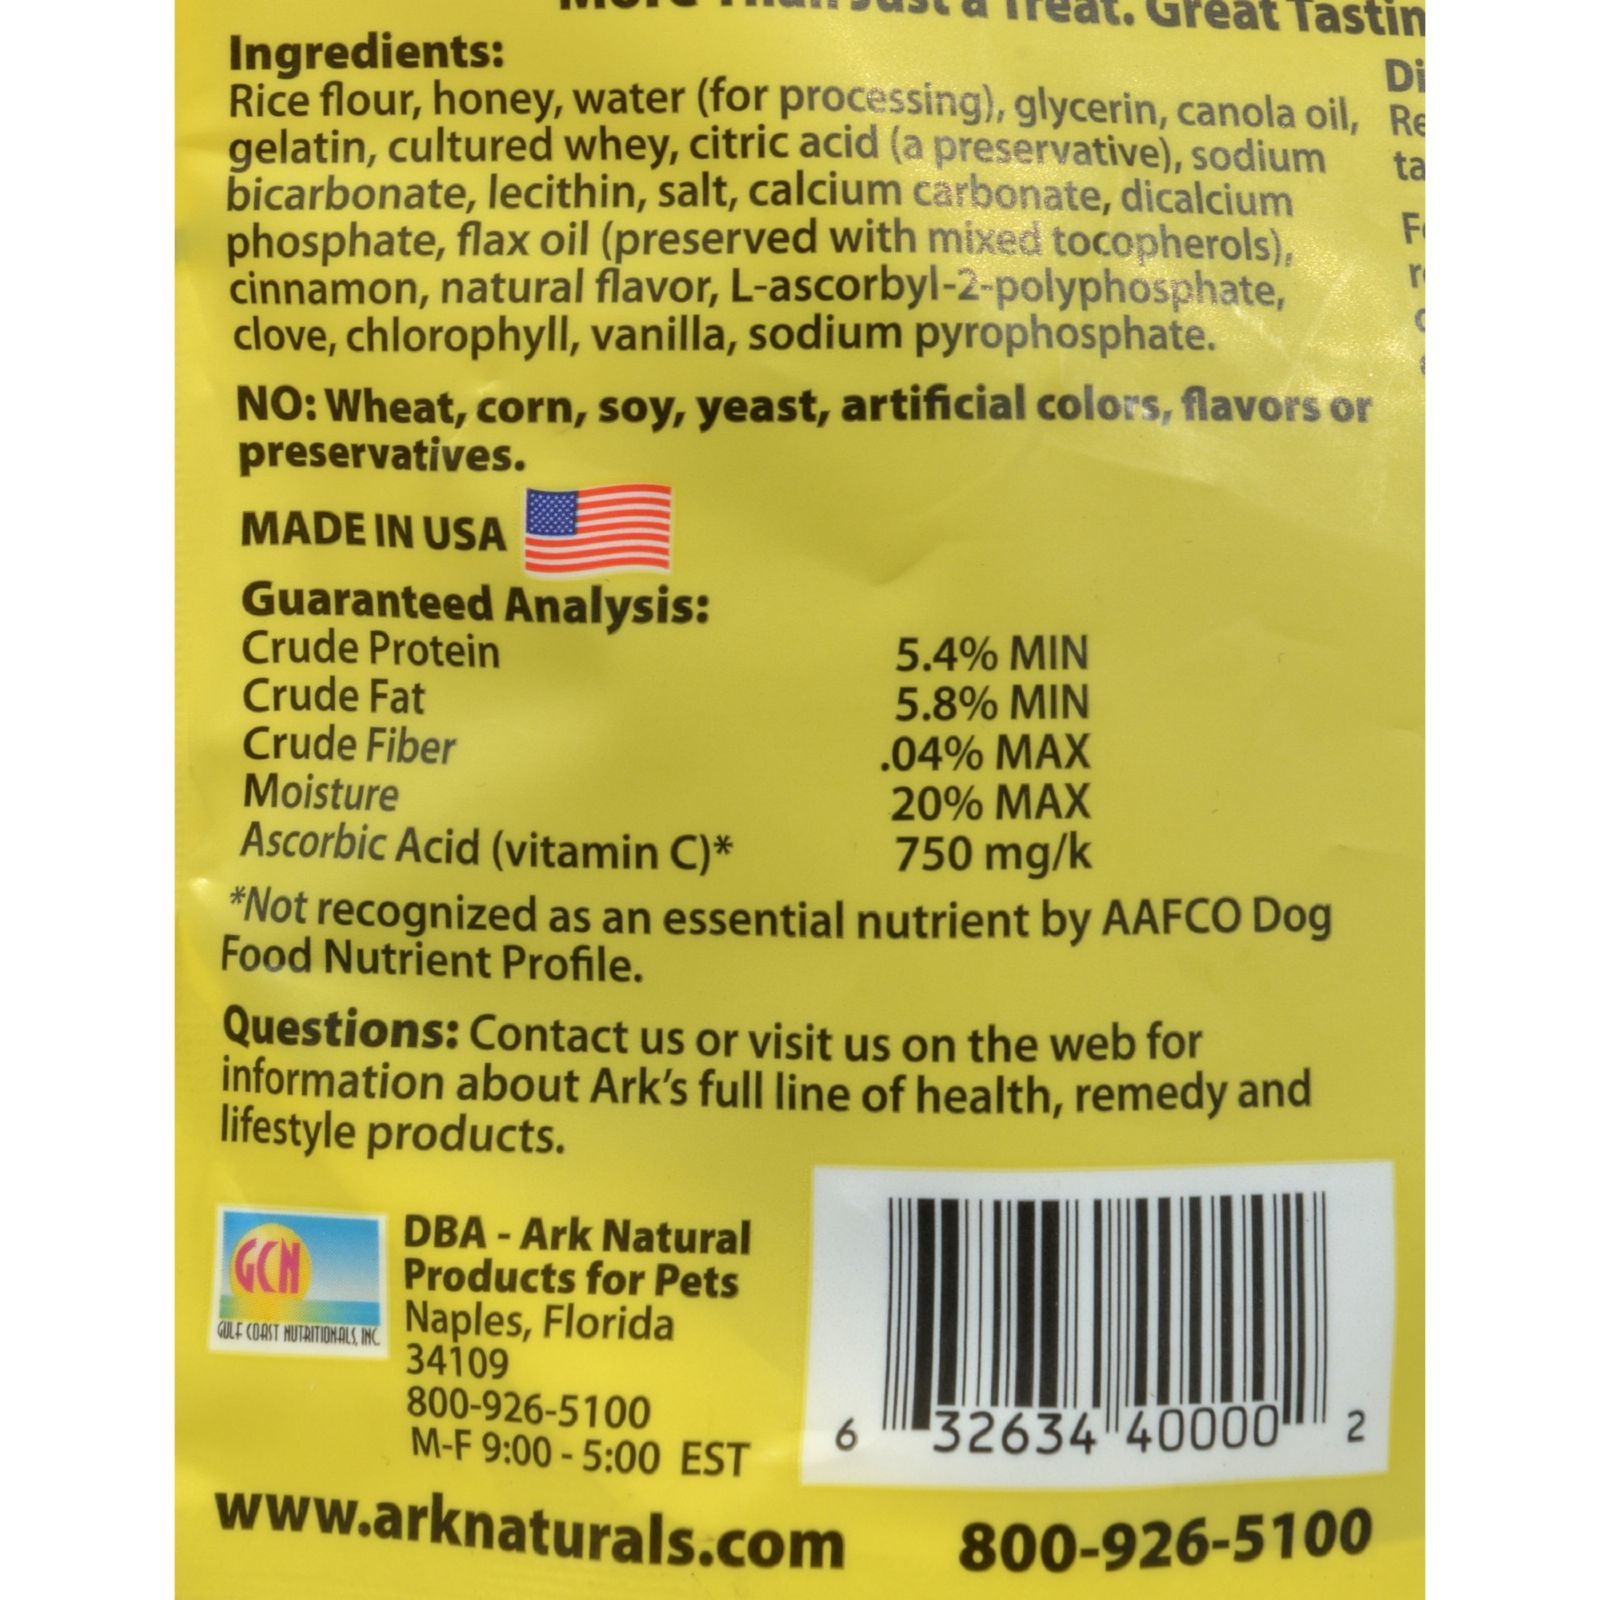 More Than Just a Treat. Great Tastin
Ingredients:
Rice flour, honey, water (for processing), glycerin, canola oil,
gelatin, cultured whey, citric acid (a preservative), sodium
bicarbonate, lecithin, salt, calcium carbonate, dicalcium
phosphate, flax oil (preserved with mixed tocopherols),
cinnamon, natural flavor, L-ascorbyl-2-polyphosphate,
clove, chlorophyll, vanilla, sodium pyrophosphate.
NO: Wheat, corn, soy, yeast, artificial colors, flavors or
preservatives.
MADE IN USA
Guaranteed Analysis:
Crude Protein 5.4% MIN
Crude Fat 5.8% MIN
Crude Fiber .04% MAX
Moisture 20% MAX
Ascorbic Acid (vitamin C)* 750 mg/k
*Not recognized as an essential nutrient by AAFCO Dog
Food Nutrient Profile.
Questions: Contact us or visit us on the web for
information about Ark's full line of health, remedy and
lifestyle products.
GCN
GULF COAST NUTRITIONALS, INC.
DBA - Ark Natural
Products for Pets
Naples, Florida
34109
800-926-5100
M-F 9:00 - 5:00 EST
6 32634 40000 2
www.arknaturals.com 800-926-5100